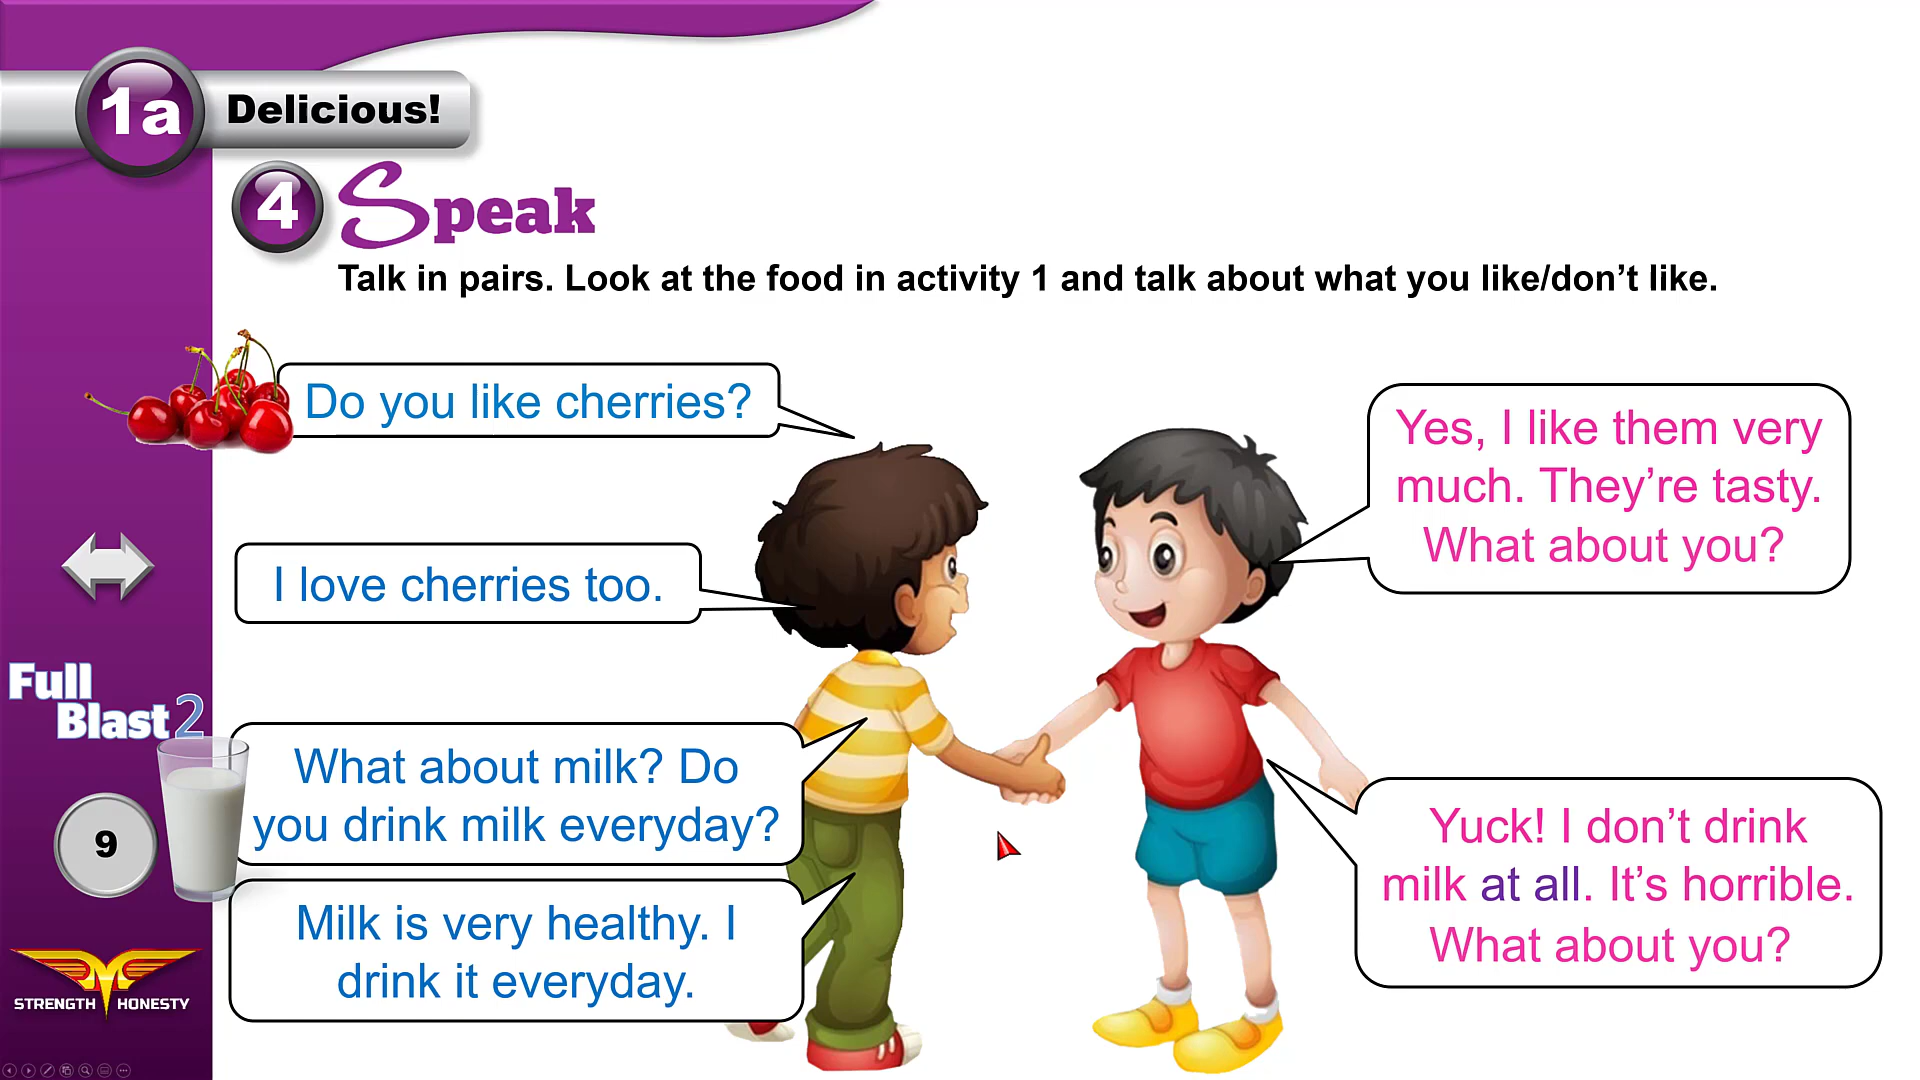 1a Delicious!
4 Speak
Talk in pairs. Look at the food in activity 1 and talk about what you like/don’t like.
Do you like cherries?
Yes, I like them very
much. They’re tasty.
What about you?
I love cherries too.
What about milk? Do
you drink milk everyday?
Yuck! I don’t drink
milk at all. It’s horrible.
What about you?
Milk is very healthy. I
drink it everyday.
Full
Blast 2
9
STRENGTH HONESTY